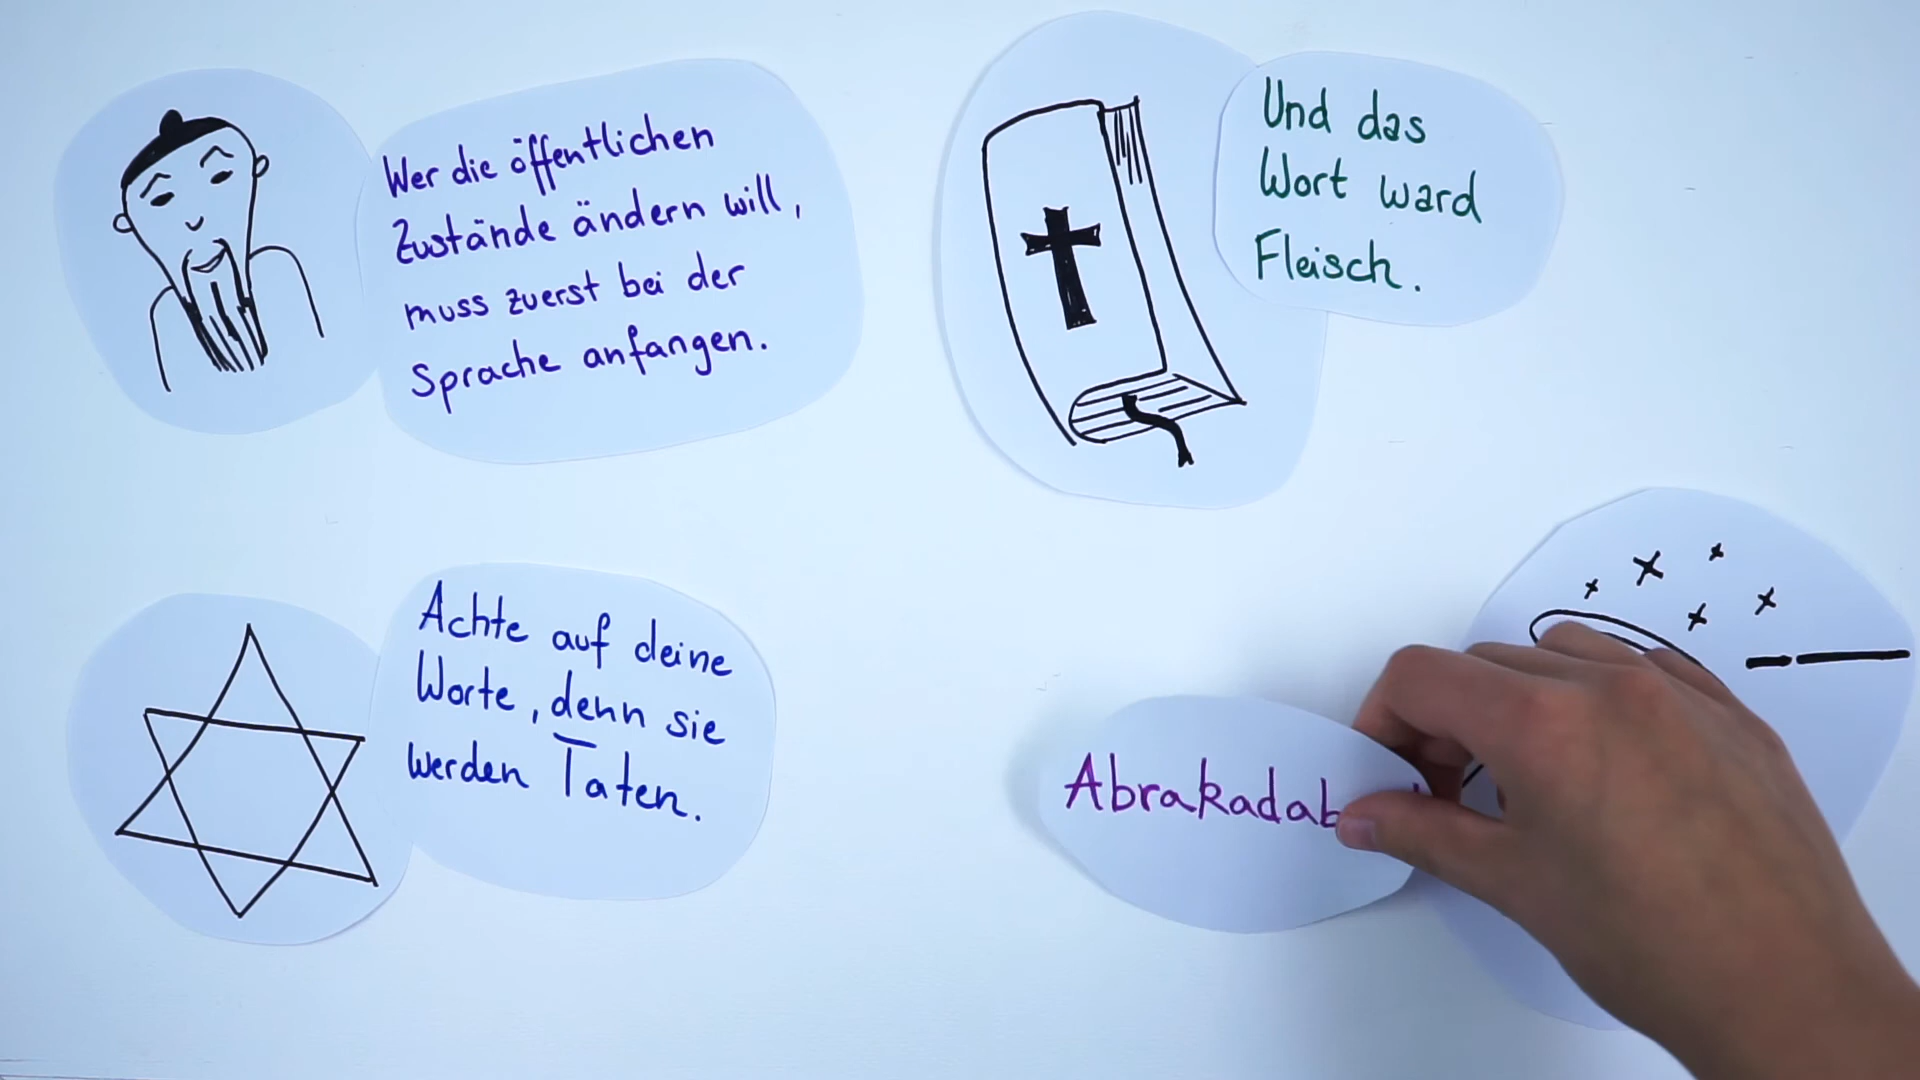 Wer die öffentlichen
Zustände ändern will,
muss zuerst bei der
Sprache anfangen.
Und das
Wort ward
Fleisch.
Achte auf deine
Worte, denn sie
werden Taten.
Abrakadab